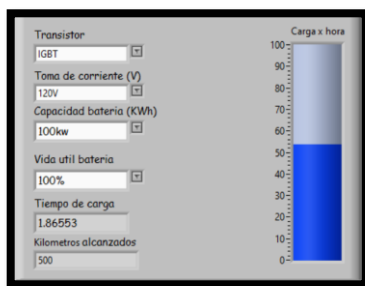 Transistor
IGBT
Toma de corriente (V)
120V
Capacidad bateria (KWh)
100kw
Vida util bateria
100%
Tiempo de carga
1.86553
Kilometros alcanzados
500
Carga x hora
100
90
80
70
60
50
40
30
20
10
0